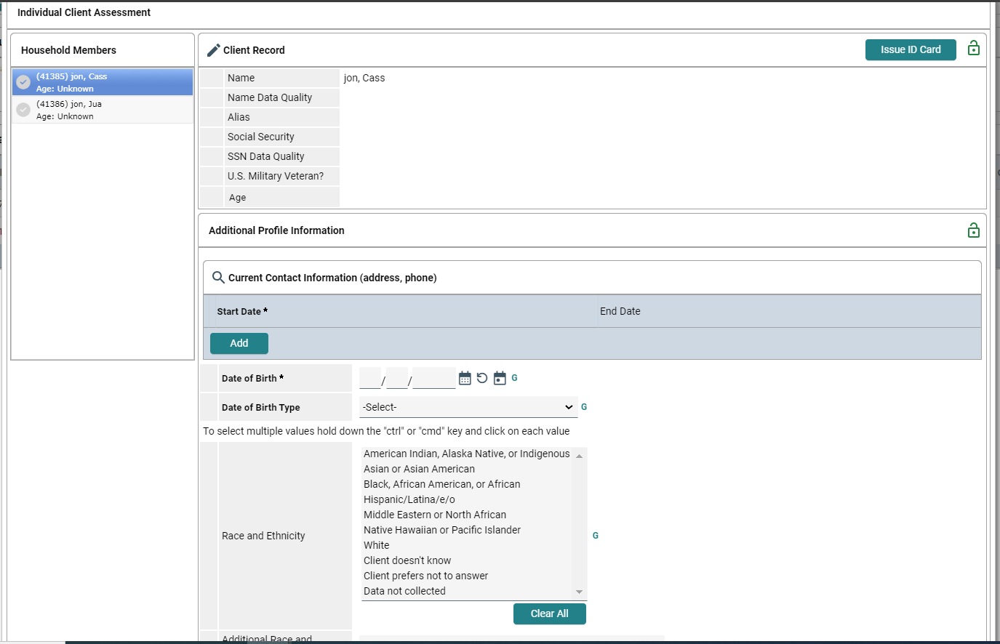 Individual Client Assessment
Household Members
(41385) jon, Cass
Age: Unknown
(41386) jon, Jua
Age: Unknown
Client Record
Issue ID Card
Name jon, Cass
Name Data Quality
Alias
Social Security
SSN Data Quality
U.S. Military Veteran?
Age
Additional Profile Information
Current Contact Information (address, phone)
Start Date * End Date
Add
Date of Birth * / / G
Date of Birth Type -Select- G
To select multiple values hold down the "ctrl" or "cmd" key and click on each value
Race and Ethnicity
American Indian, Alaska Native, or Indigenous
Asian or Asian American
Black, African American, or African
Hispanic/Latina/e/o
Middle Eastern or North African
Native Hawaiian or Pacific Islander
White
Client doesn't know
Client prefers not to answer
Data not collected
G
Clear All
Additional Race and